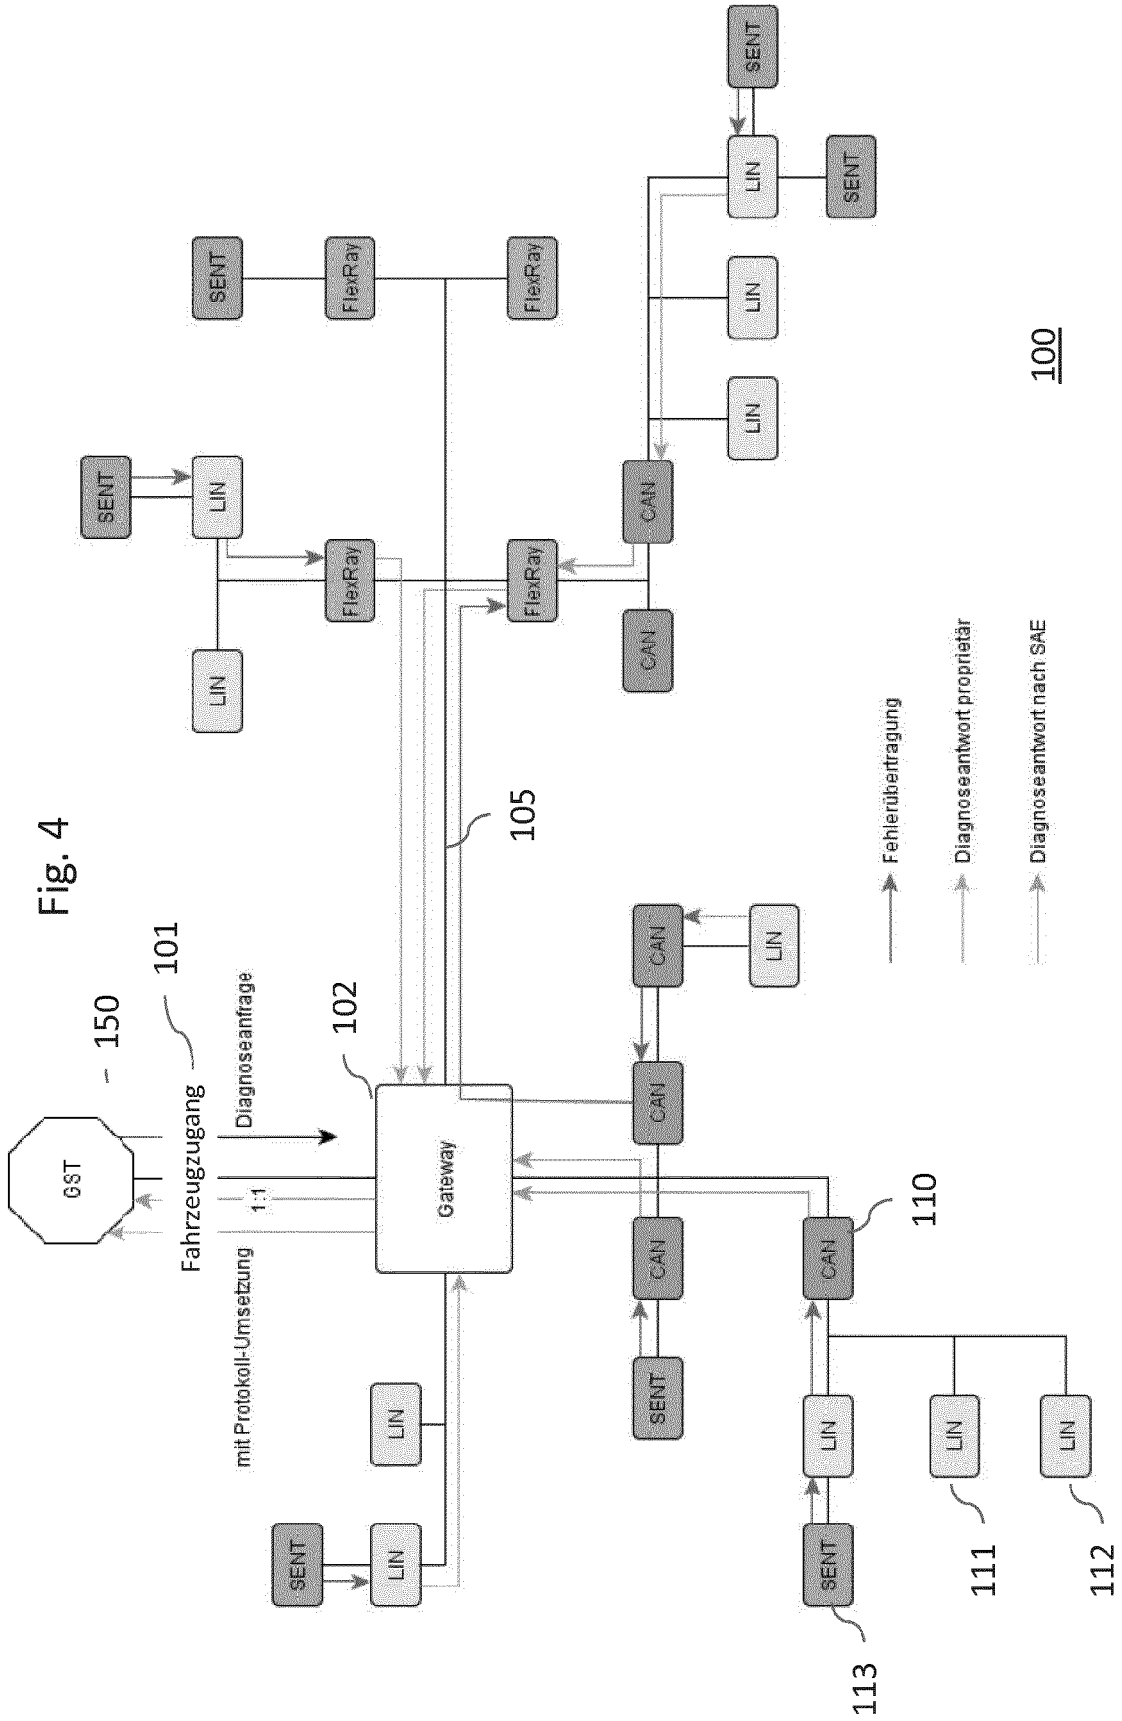 Fig. 4
GST
150
SENT
101
Fahrzeugzugang
mit Protokoll-Umsetzung
1:1
Diagnoseanfrage
LIN
LIN
SENT
SENT
102
FlexRay
FlexRay
LIN
LIN
Gateway
105
FlexRay
FlexRay
CAN
CAN
SENT
CAN
CAN
CAN
LIN
LIN
LIN
SENT
LIN
SENT
LIN
CAN
SENT
113
Fehlerübertragung
110
LIN
Diagnoseantwort proprietär
111
Diagnoseantwort nach SAE
100
LIN
112